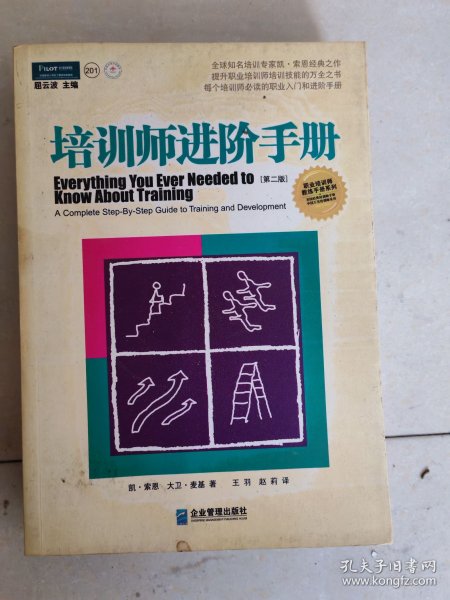 PILOT
201
屈云波 主编
全球知名培训专家凯·索恩经典之作
提升职业培训师培训技能的万全之书
每个培训师必读的职业入门和进阶手册
培训师进阶手册
Everything You Ever Needed to
Know About Training
[第二版]
A Complete Step-By-Step Guide to Training and Development
职业培训师
教练手册系列
凯·索恩 大卫·麦基 著 王羽 赵莉 译
企业管理出版社
ENTERPRISE MANAGEMENT PUBLISHING HOUSE
孔夫子旧书网
www.kongfz.com